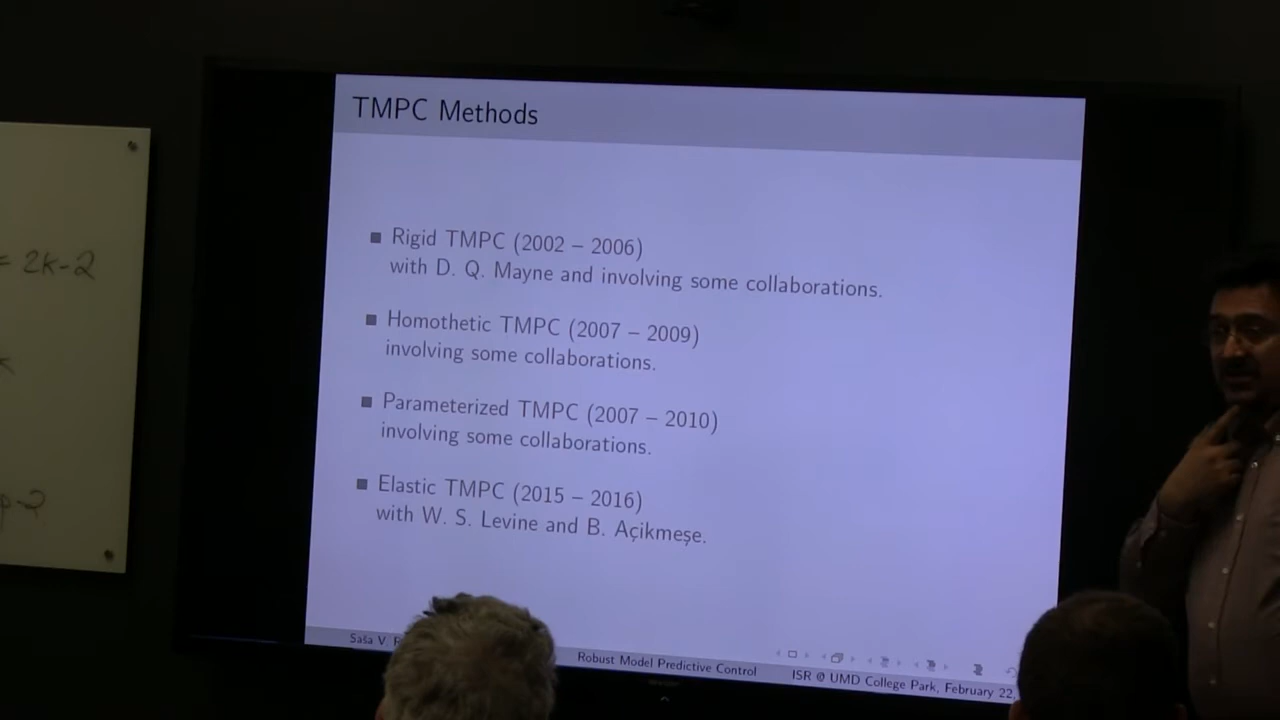 = 2K-2
TMPC Methods
Rigid TMPC (2002 – 2006)
with D. Q. Mayne and involving some collaborations.
Homothetic TMPC (2007 – 2009)
involving some collaborations.
Parameterized TMPC (2007 – 2010)
involving some collaborations.
Elastic TMPC (2015 – 2016)
with W. S. Levine and B. Açikmeşe.
Saša V.
Robust Model Predictive Control
ISR @ UMD College Park, February 22,